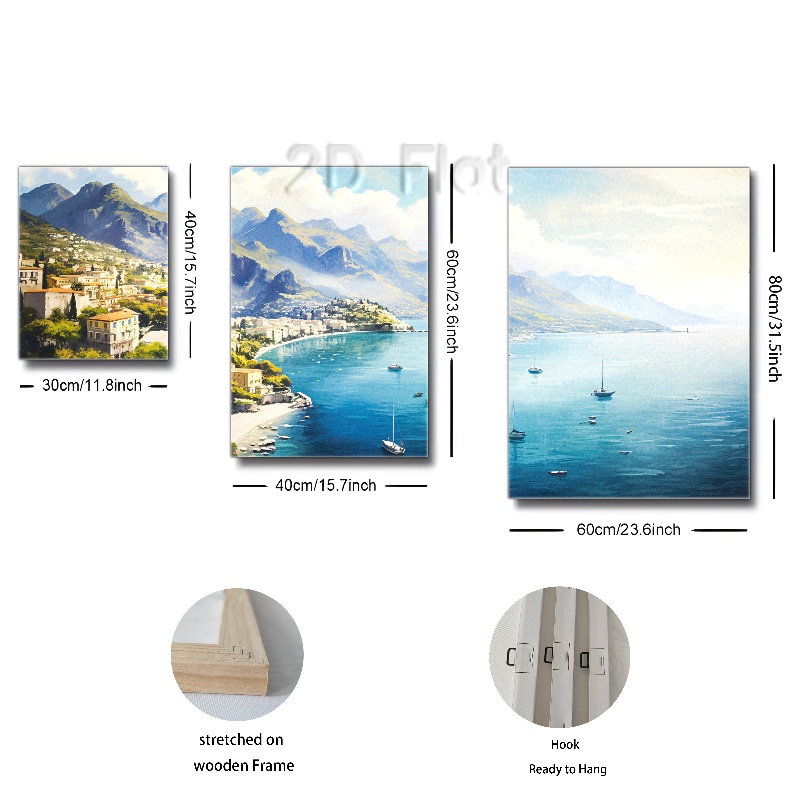 2D Flat
40cm/15.7inch
30cm/11.8inch
60cm/23.6inch
40cm/15.7inch
80cm/31.5inch
60cm/23.6inch
stretched on
wooden Frame
Hook
Ready to Hang